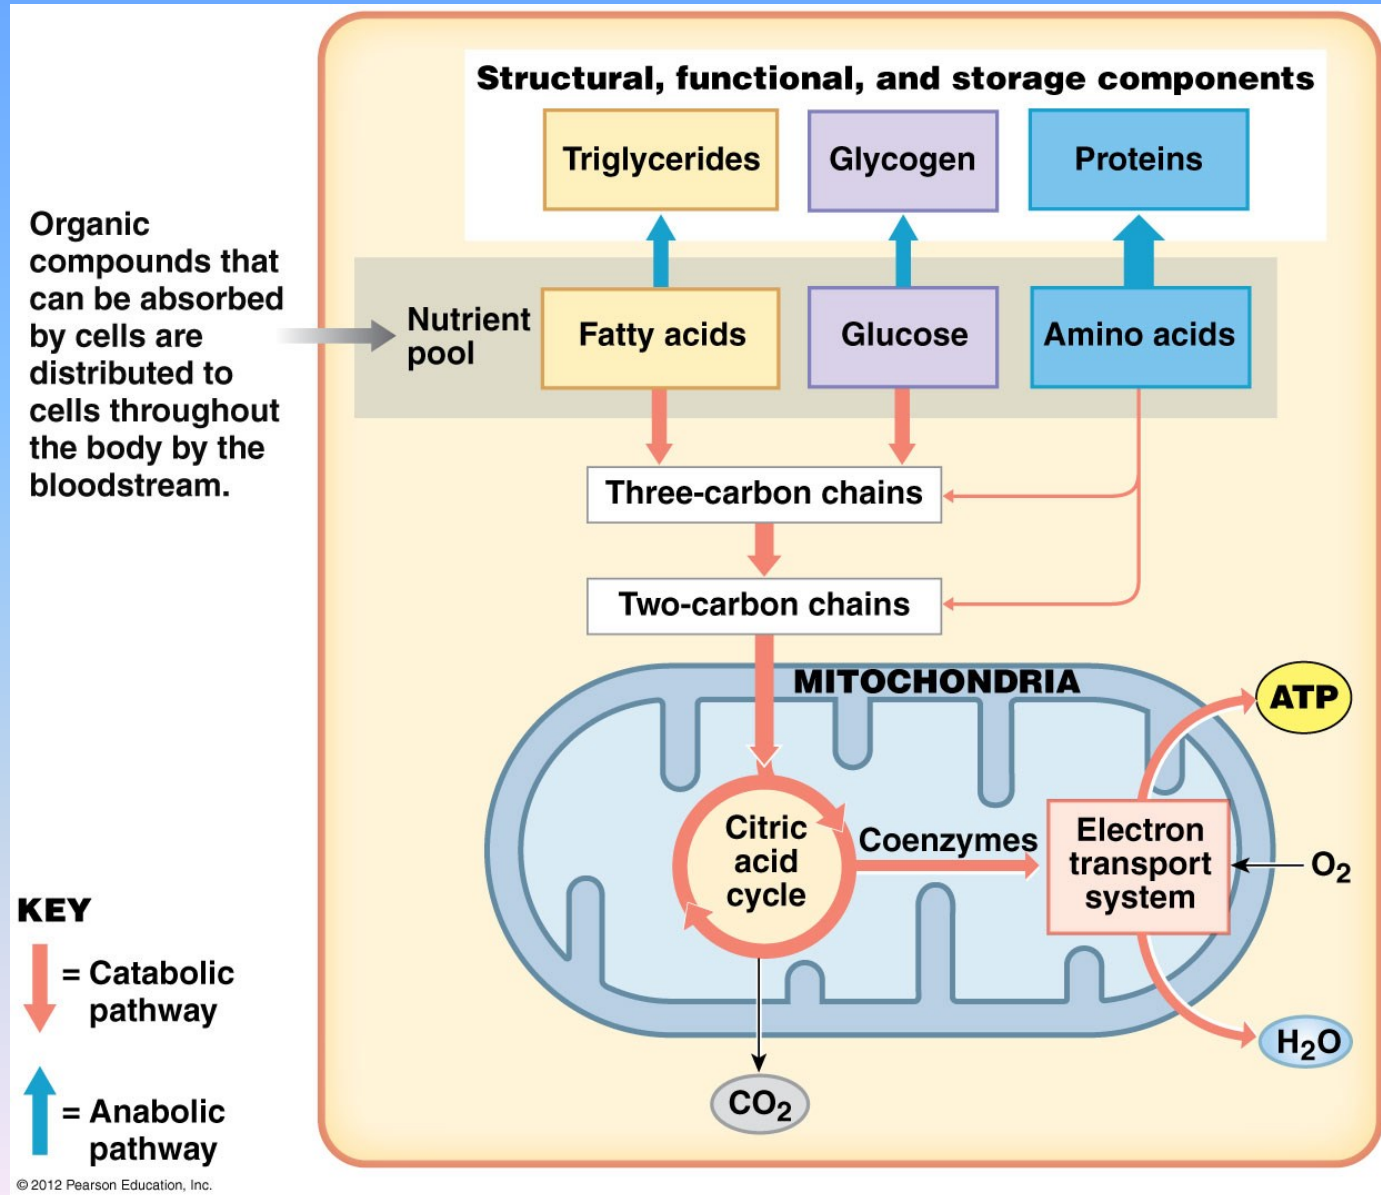 Structural, functional, and storage components
Triglycerides
Glycogen
Proteins
Organic
compounds that
can be absorbed
by cells are
distributed to
cells throughout
the body by the
bloodstream.
Nutrient
pool
Fatty acids
Glucose
Amino acids
Three-carbon chains
Two-carbon chains
MITOCHONDRIA
ATP
Citric
acid
cycle
Coenzymes
Electron
transport
system
O₂
H₂O
CO₂
KEY
= Catabolic
pathway
= Anabolic
pathway
© 2012 Pearson Education, Inc.